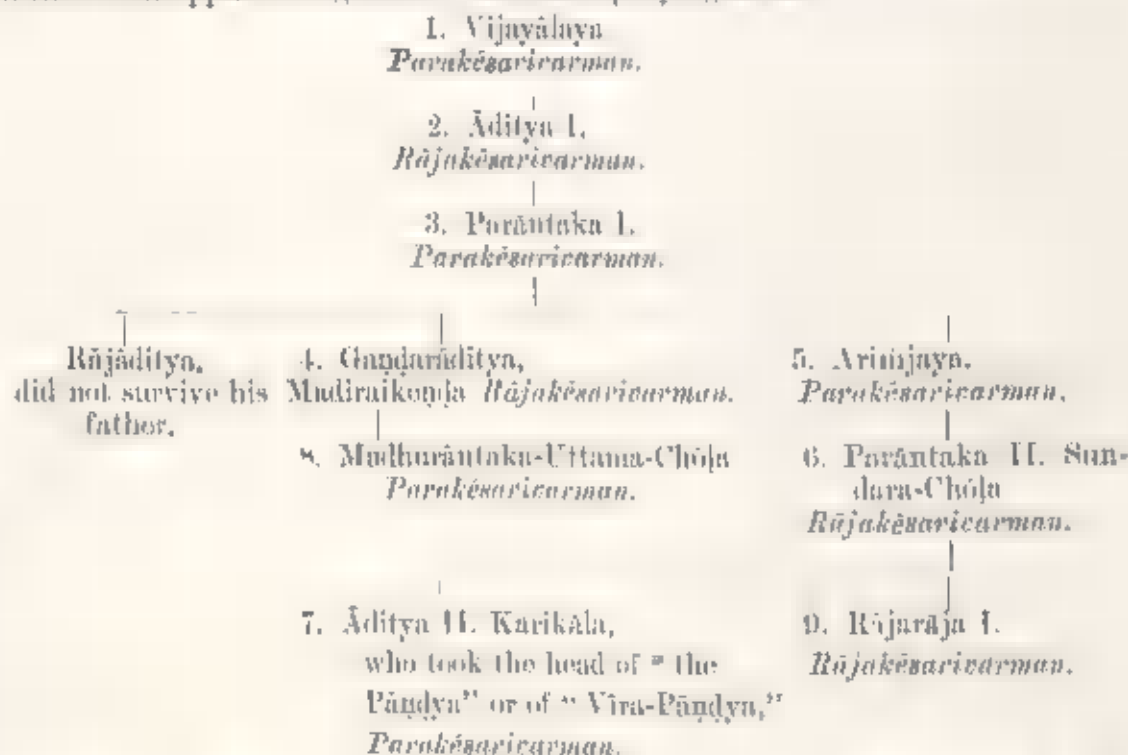 1. Vijayâlaya
Parakêsarivarman.
2. Âditya I.
Râjakêsarivarman.
3. Parântaka I.
Parakêsarivarman.
Râjâditya,
did not survive his
father.
4. Gaṇḍarâditya,
Madiraikoṇḍa Râjakêsarivarman.
8. Madhurântaka-Uttama-Chôḷa
Parakêsarivarman.
5. Ariṁjaya.
Parakêsarivarman.
6. Parântaka II. Sun-
dara-Chôḷa
Râjakêsarivarman.
7. Âditya II. Karikâla,
who took the head of " the
Pâṇḍya" or of " Vîra-Pâṇḍya,"
Parakêsarivarman.
9. Râjarâja I.
Râjakêsarivarman.